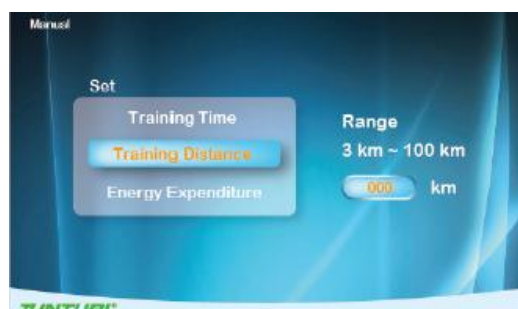 Manual
Set
Training Time
Training Distance
Energy Expenditure
Range
3 km ~ 100 km
000 km